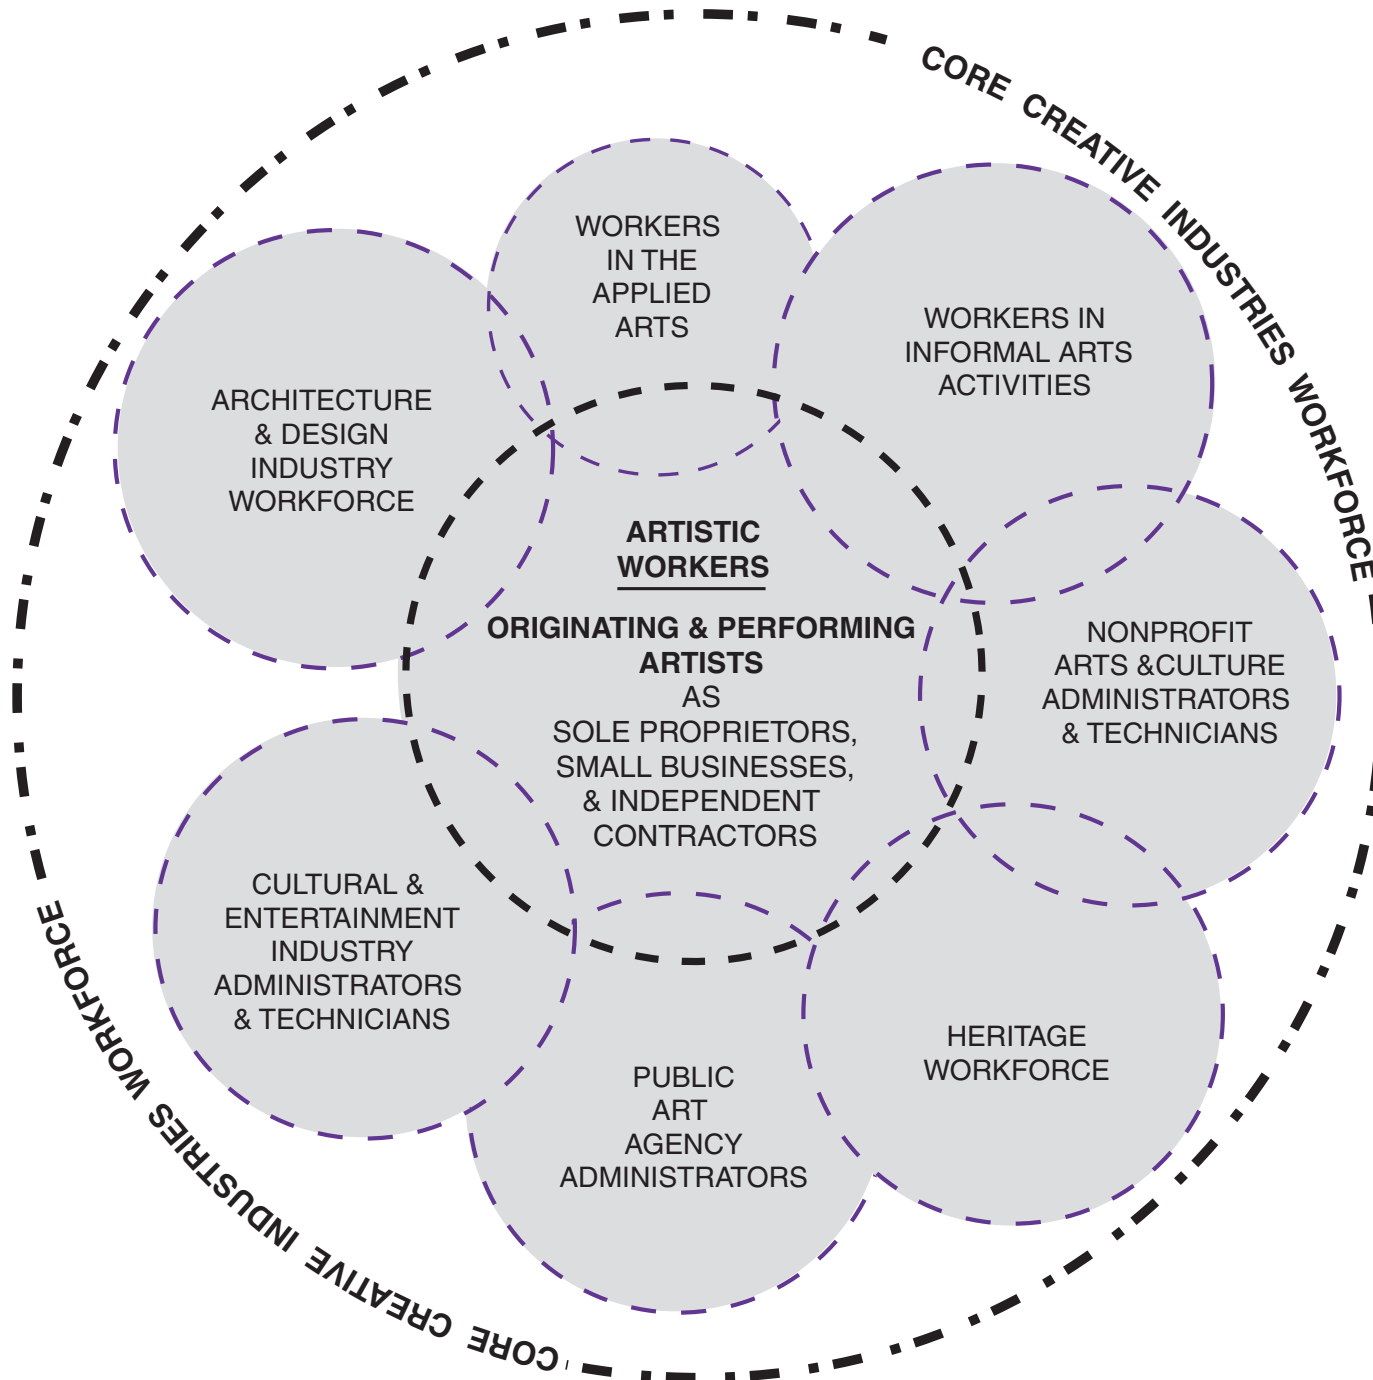 CORE CREATIVE INDUSTRIES WORKFORCE
WORKERS
IN THE
APPLIED
ARTS
WORKERS IN
INFORMAL ARTS
ACTIVITIES
ARCHITECTURE
& DESIGN
INDUSTRY
WORKFORCE
ARTISTIC
WORKERS
ORIGINATING & PERFORMING
ARTISTS
AS
SOLE PROPRIETORS,
SMALL BUSINESSES,
& INDEPENDENT
CONTRACTORS
NONPROFIT
ARTS &CULTURE
ADMINISTRATORS
& TECHNICIANS
CULTURAL &
ENTERTAINMENT
INDUSTRY
ADMINISTRATORS
& TECHNICIANS
HERITAGE
WORKFORCE
PUBLIC
ART
AGENCY
ADMINISTRATORS
CORE CREATIVE INDUSTRIES WORKFORCE